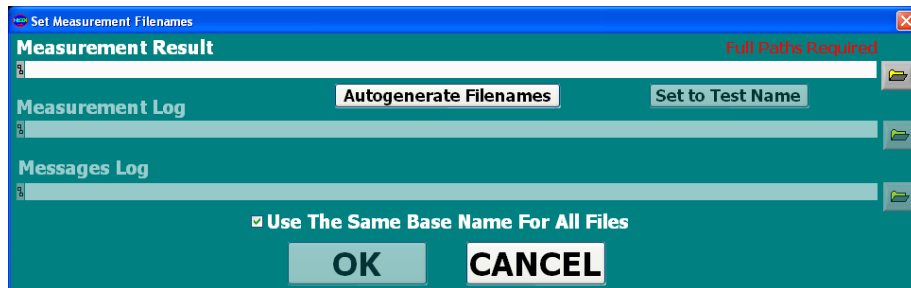 Set Measurement Filenames
Measurement Result
Full Paths Required
Autogenerate Filenames
Set to Test Name
Measurement Log
Messages Log
Use The Same Base Name For All Files
OK
CANCEL